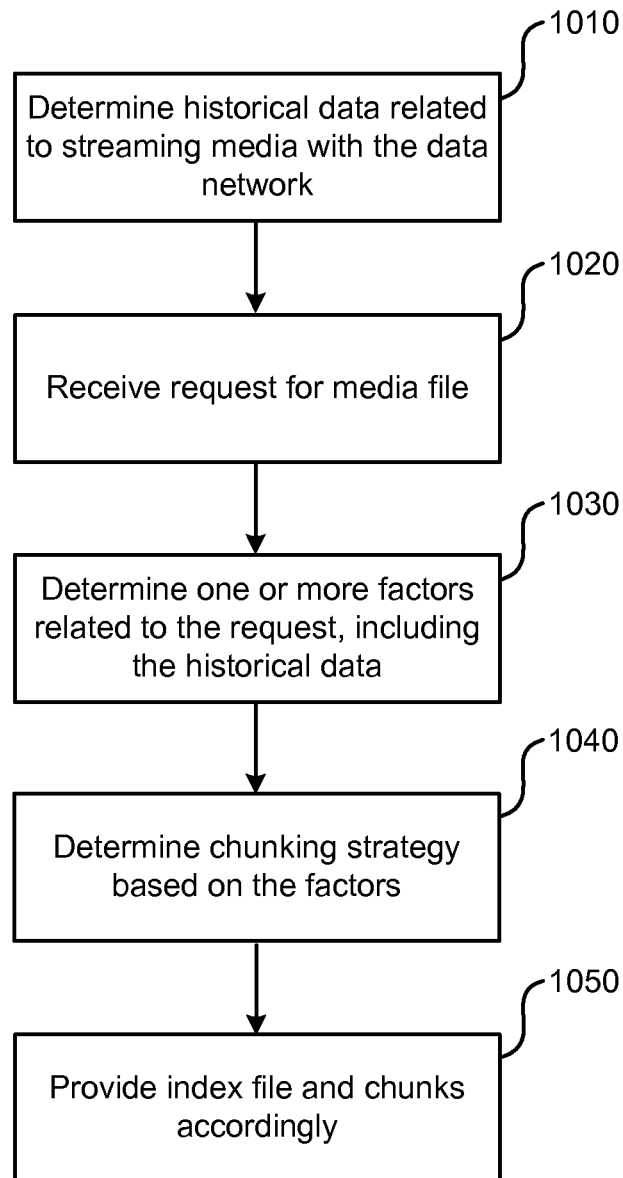 1010
Determine historical data related
to streaming media with the data
network
1020
Receive request for media file
1030
Determine one or more factors
related to the request, including
the historical data
1040
Determine chunking strategy
based on the factors
1050
Provide index file and chunks
accordingly